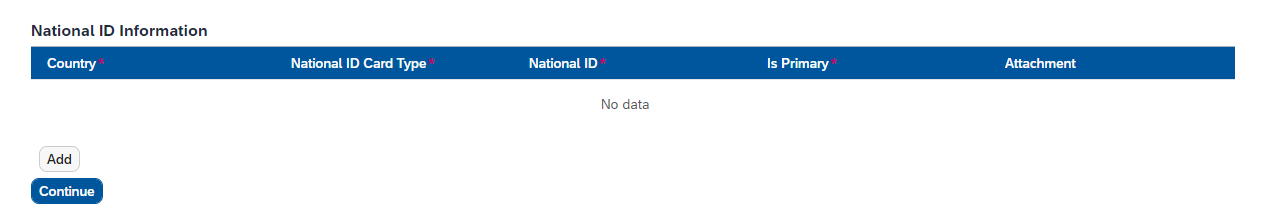 National ID Information
Country* National ID Card Type* National ID* Is Primary* Attachment
No data
Add
Continue